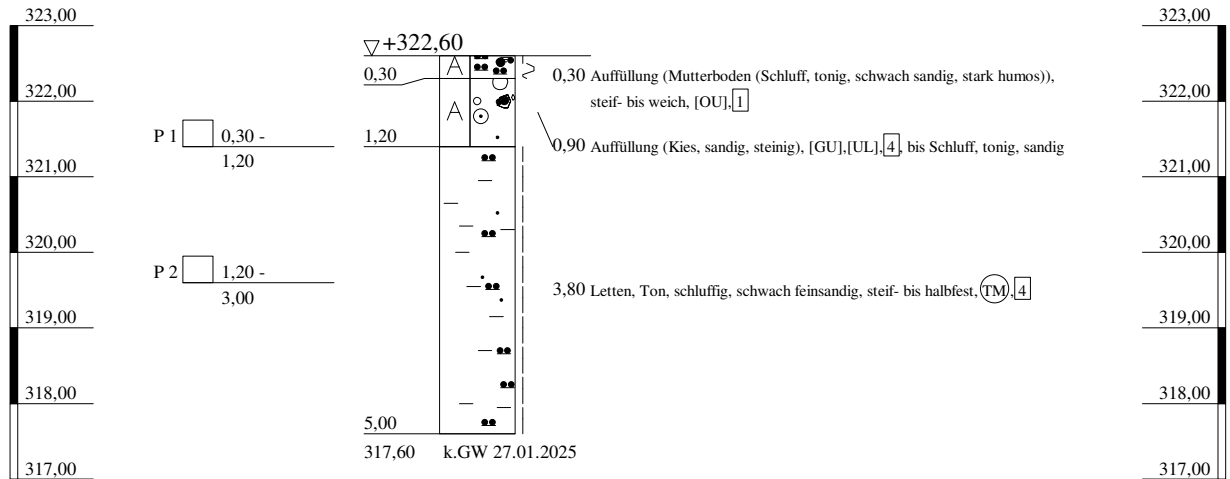 323,00
322,00
321,00
320,00
319,00
318,00
317,00
P 1 0,30 -
1,20
P 2 1,20 -
3,00
+322,60
0,30
1,20
5,00
317,60 k.GW 27.01.2025
A
A
0,30 Auffüllung (Mutterboden (Schluff, tonig, schwach sandig, stark humos)),
steif- bis weich, [OU], 1
0,90 Auffüllung (Kies, sandig, steinig), [GU],[UL], 4, bis Schluff, tonig, sandig
3,80 Letten, Ton, schluffig, schwach feinsandig, steif- bis halbfest, TM, 4
323,00
322,00
321,00
320,00
319,00
318,00
317,00